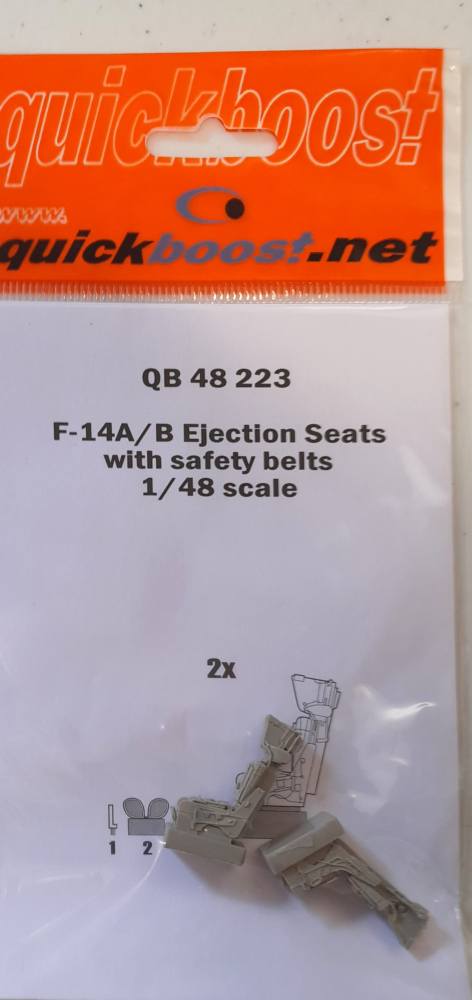 quickboost
www.
quickboost.net
QB 48 223
F-14A/B Ejection Seats
with safety belts
1/48 scale
2x
1 2